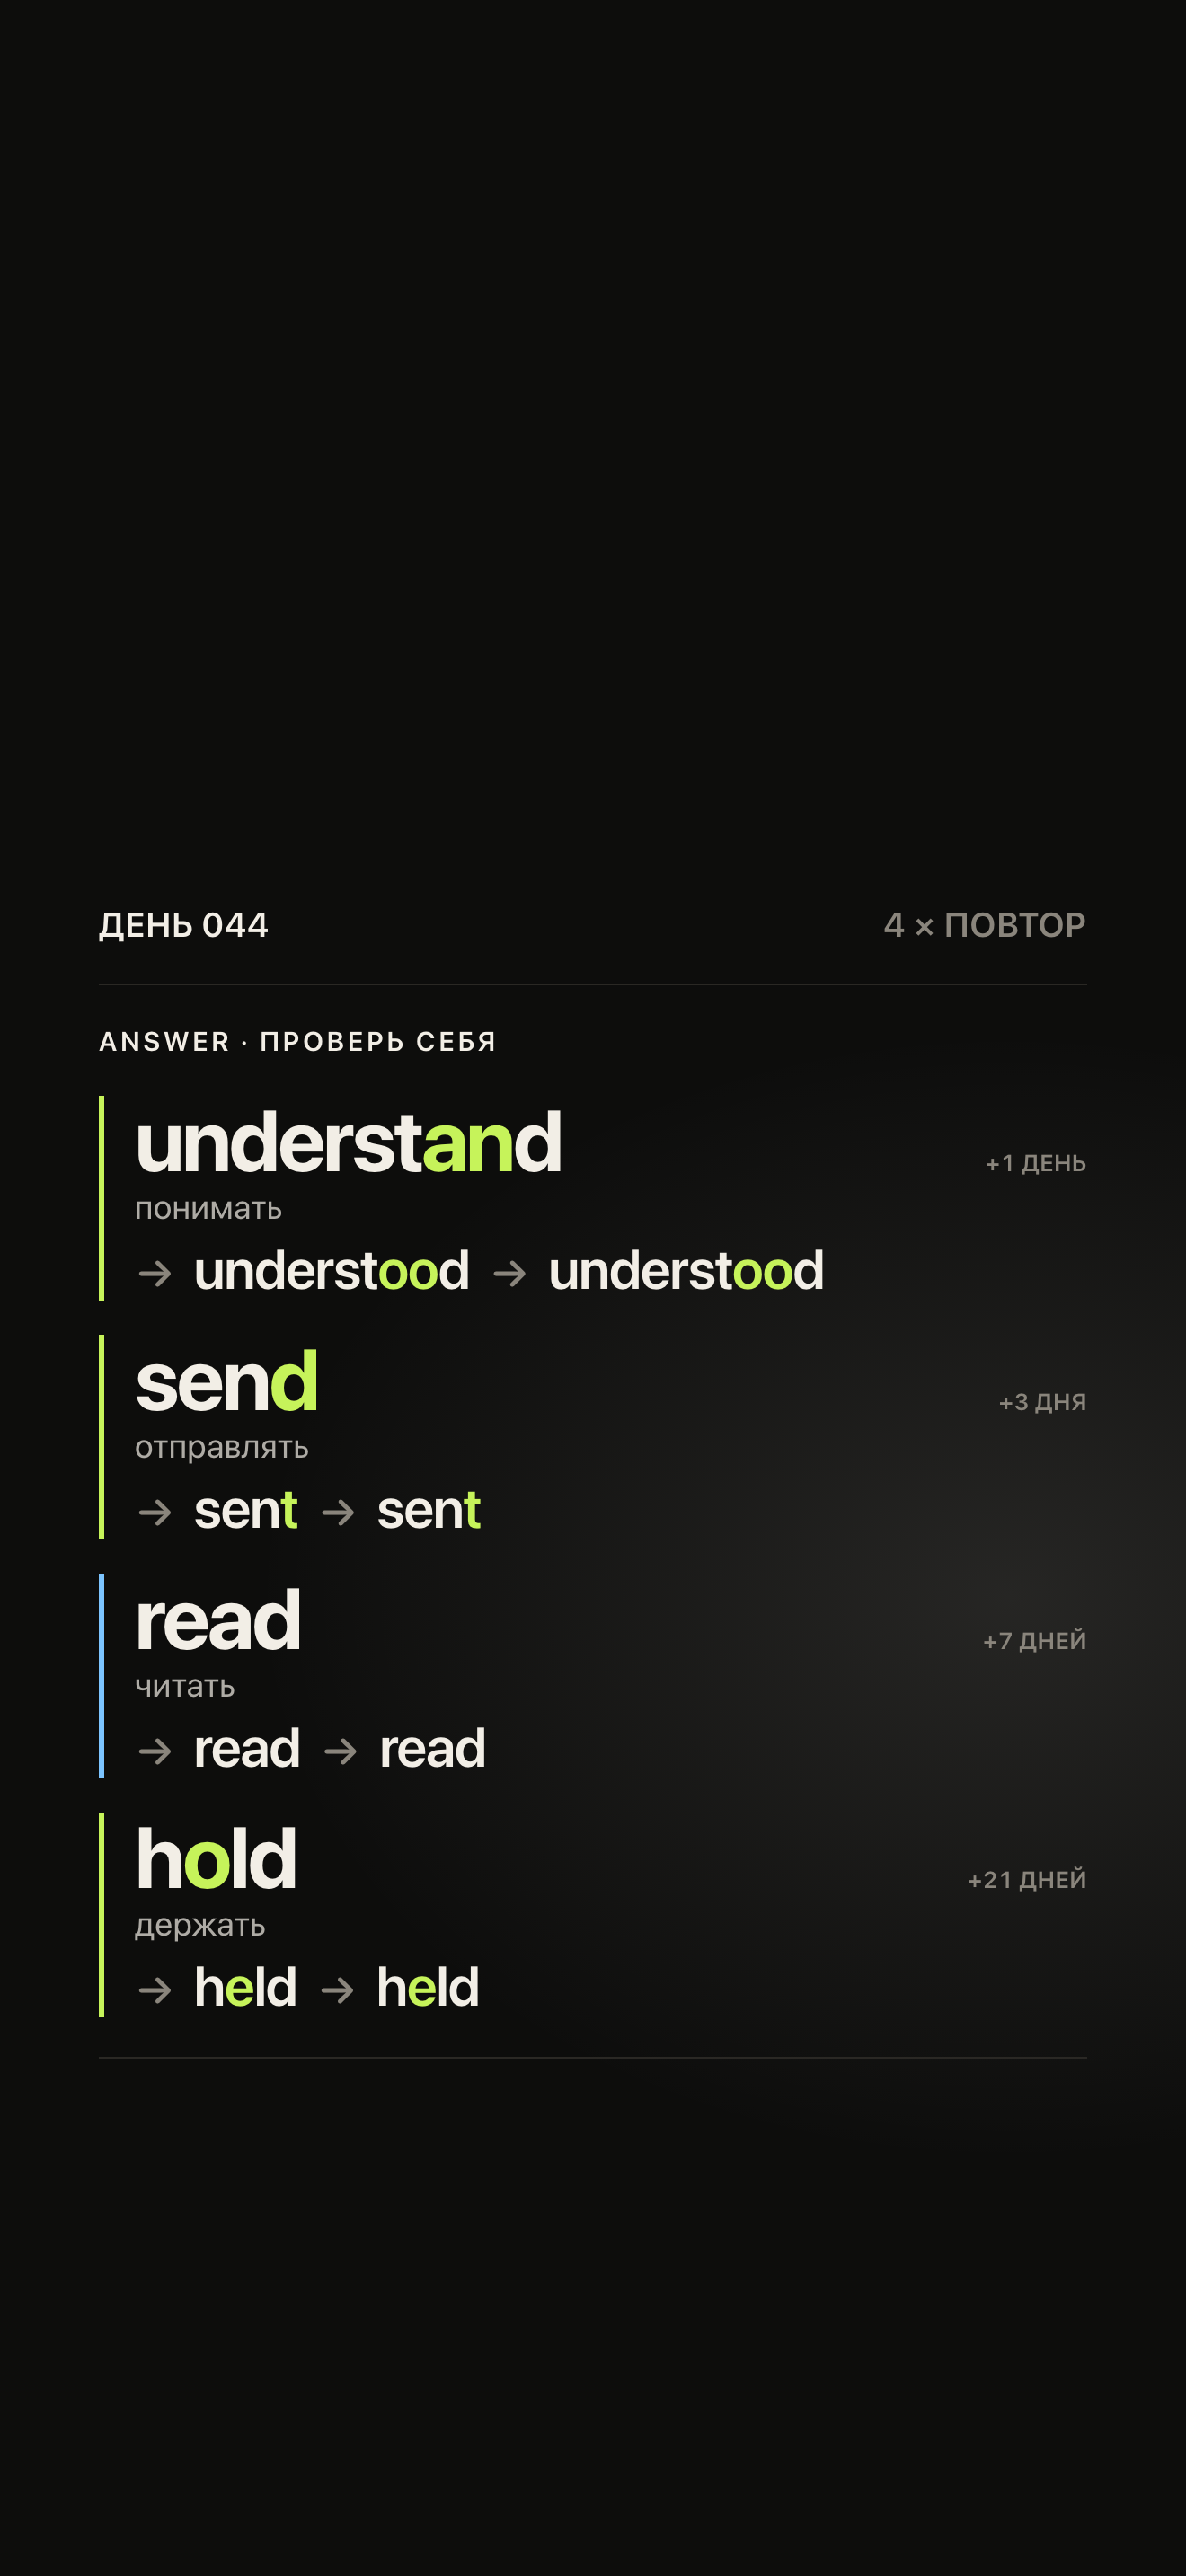 ДЕНЬ 044 4 × ПОВТОР
ANSWER · ПРОВЕРЬ СЕБЯ
understand +1 ДЕНЬ
понимать
→ understood → understood
send +3 ДНЯ
отправлять
→ sent → sent
read +7 ДНЕЙ
читать
→ read → read
hold +21 ДНЕЙ
держать
→ held → held